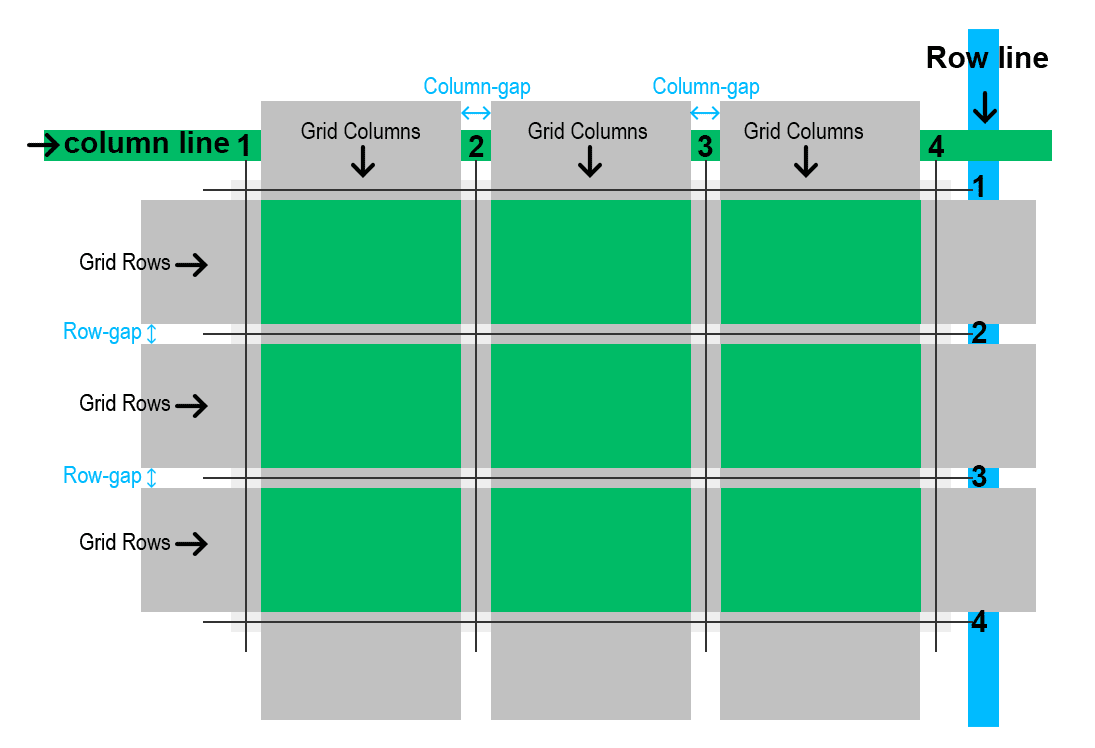 Row line
Column-gap
Column-gap
column line 1
Grid Columns
2
Grid Columns
3
Grid Columns
4
1
Grid Rows
Row-gap
2
Grid Rows
Row-gap
3
Grid Rows
4